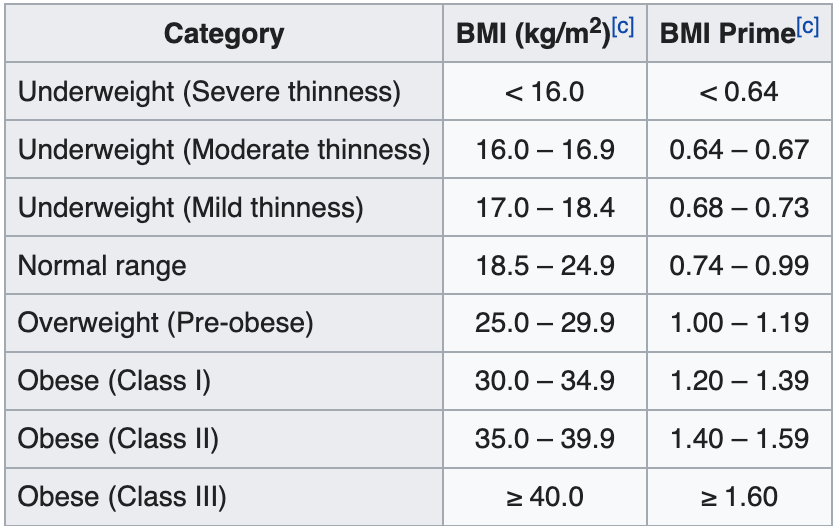 Category BMI (kg/m²)[c] BMI Prime[c]
Underweight (Severe thinness) < 16.0 < 0.64
Underweight (Moderate thinness) 16.0 – 16.9 0.64 – 0.67
Underweight (Mild thinness) 17.0 – 18.4 0.68 – 0.73
Normal range 18.5 – 24.9 0.74 – 0.99
Overweight (Pre-obese) 25.0 – 29.9 1.00 – 1.19
Obese (Class I) 30.0 – 34.9 1.20 – 1.39
Obese (Class II) 35.0 – 39.9 1.40 – 1.59
Obese (Class III) ≥ 40.0 ≥ 1.60